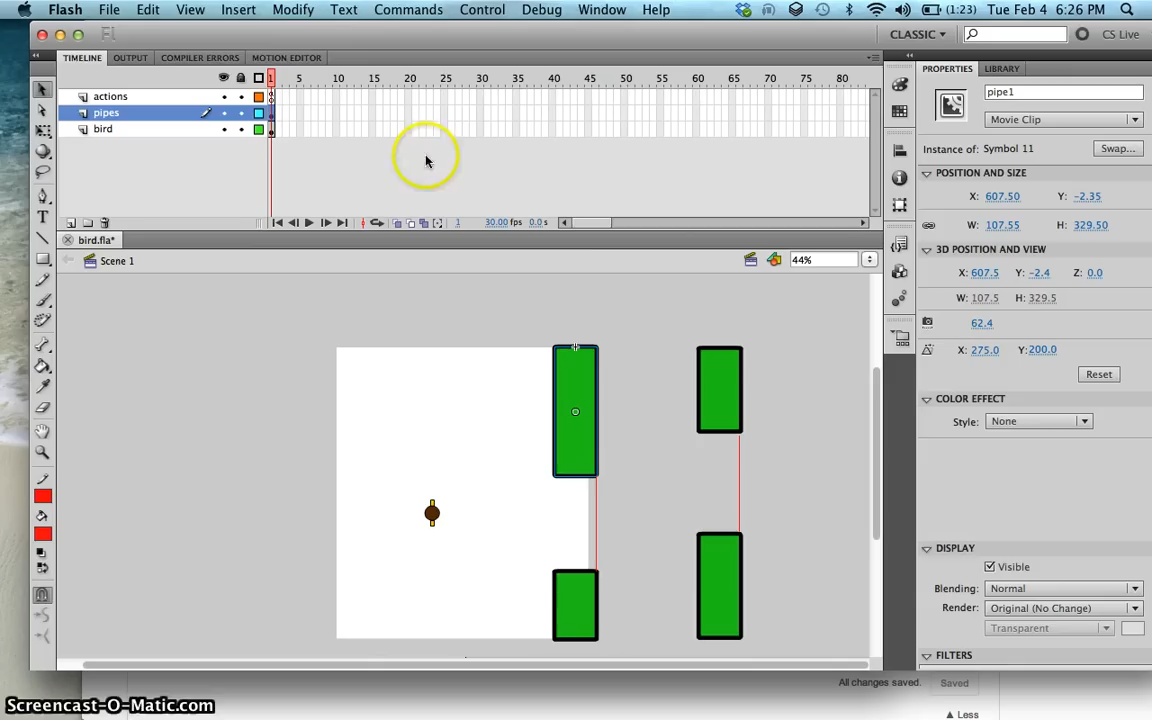 Flash File Edit View Insert Modify Text Commands Control Debug Window Help (1:23) Tue Feb 4 6:26 PM
Fl CLASSIC CS Live
TIMELINE OUTPUT COMPILER ERRORS MOTION EDITOR
1 5 10 15 20 25 30 35 40 45 50 55 60 65 70 75 80
actions
pipes
bird
1 30.00 fps 0.0 s
bird.fla*
Scene 1 44%
PROPERTIES LIBRARY
pipe1
Movie Clip
Instance of: Symbol 11 Swap...
POSITION AND SIZE
X: 607.50 Y: -2.35
W: 107.55 H: 329.50
3D POSITION AND VIEW
X: 607.5 Y: -2.4 Z: 0.0
W: 107.5 H: 329.5
62.4
X: 275.0 Y: 200.0
Reset
COLOR EFFECT
Style: None
DISPLAY
Visible
Blending: Normal
Render: Original (No Change)
Transparent
FILTERS
All changes saved. Saved
Less
Screencast-O-Matic.com